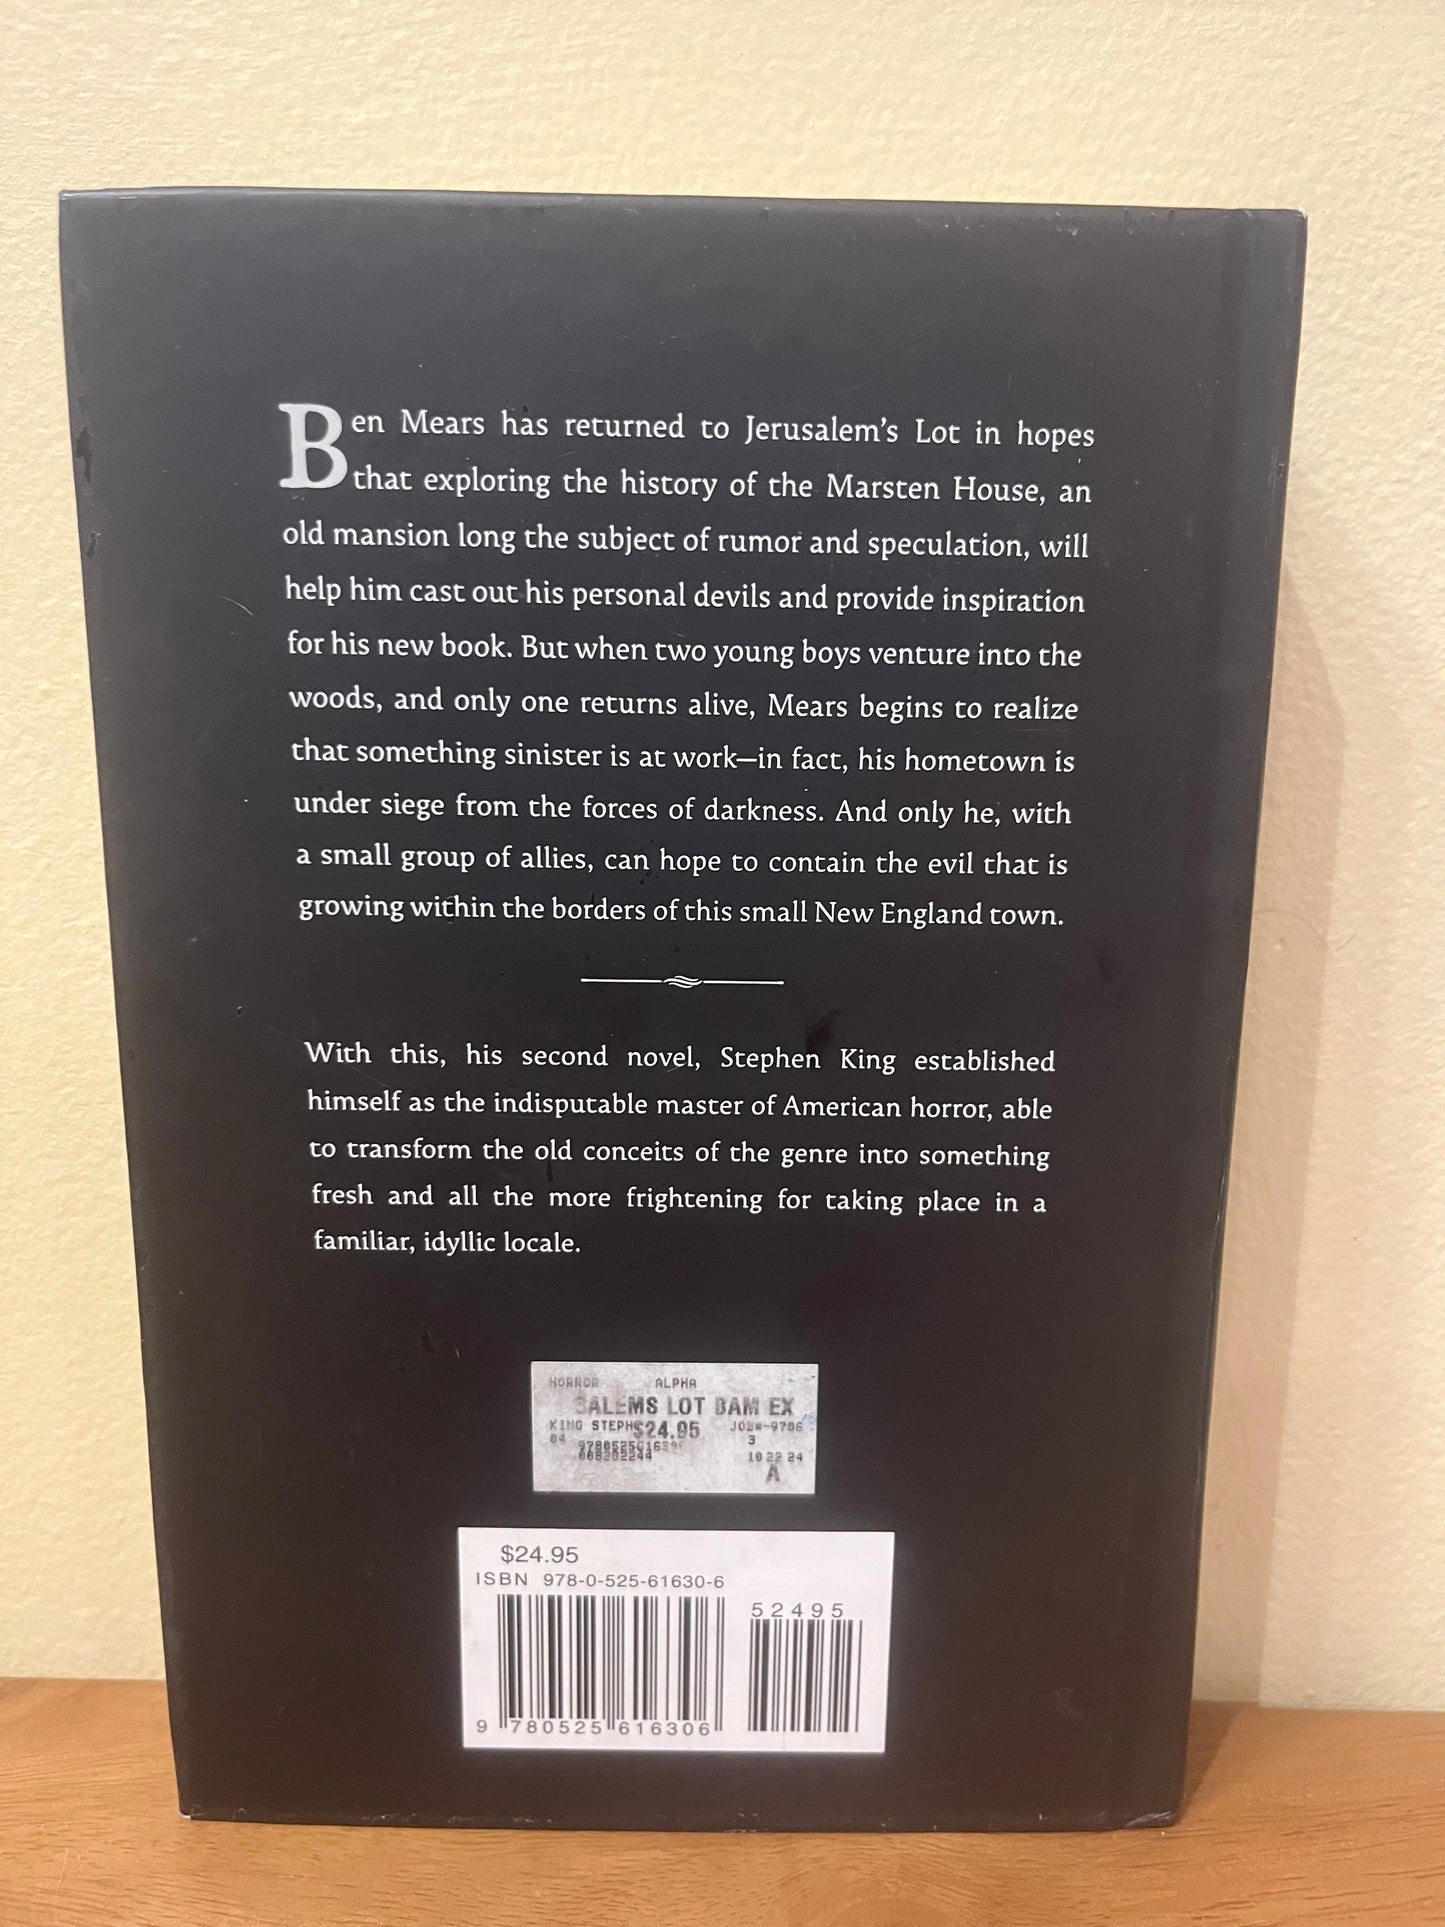 Ben Mears has returned to Jerusalem’s Lot in hopes
that exploring the history of the Marsten House, an
old mansion long the subject of rumor and speculation, will
help him cast out his personal devils and provide inspiration
for his new book. But when two young boys venture into the
woods, and only one returns alive, Mears begins to realize
that something sinister is at work—in fact, his hometown is
under siege from the forces of darkness. And only he, with
a small group of allies, can hope to contain the evil that is
growing within the borders of this small New England town.
With this, his second novel, Stephen King established
himself as the indisputable master of American horror, able
to transform the old conceits of the genre into something
fresh and all the more frightening for taking place in a
familiar, idyllic locale.
HORROR ALPHA
SALEMS LOT BAM EX
KING STEPH $24.95 JOB#-9706
04 3
10 22 24
A
$24.95
ISBN 978-0-525-61630-6
52495
9 780525 616306